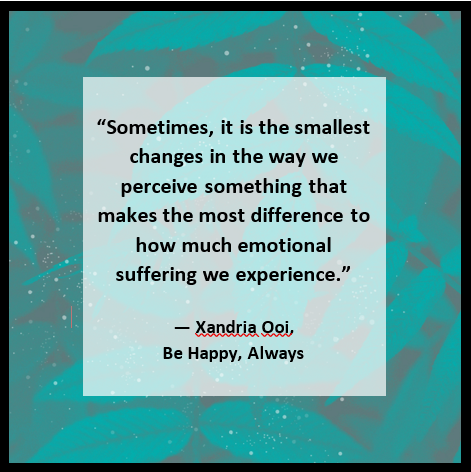 “Sometimes, it is the smallest
changes in the way we
perceive something that
makes the most difference to
how much emotional
suffering we experience.”
— Xandria Ooi,
Be Happy, Always